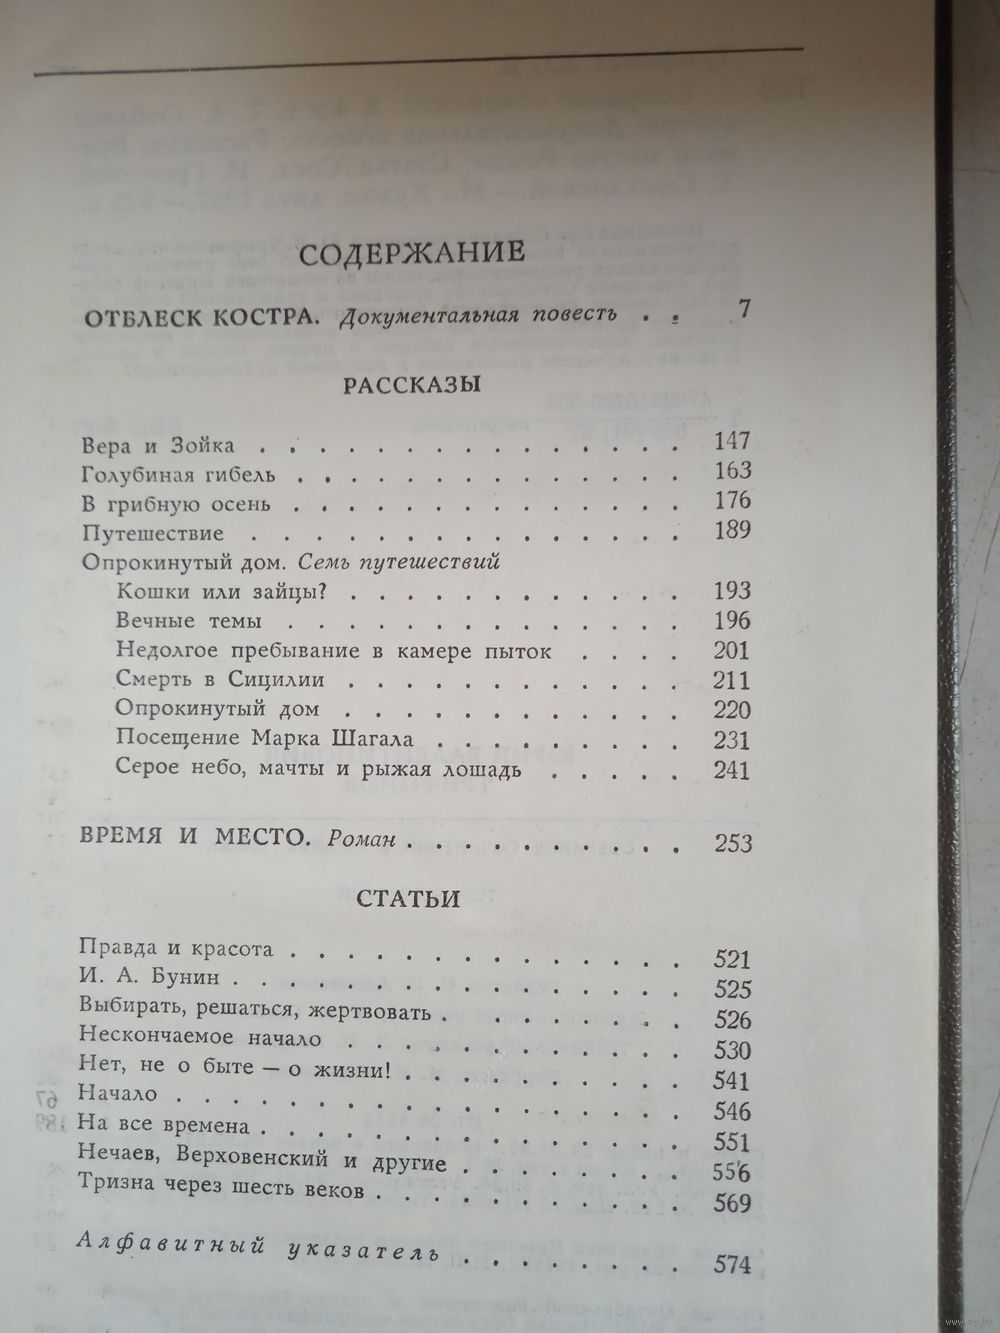 СОДЕРЖАНИЕ
ОТБЛЕСК КОСТРА. Документальная повесть . . 7
РАССКАЗЫ
Вера и Зойка . . . . . . . . . . . . . . . 147
Голубиная гибель . . . . . . . . . . . . . . 163
В грибную осень . . . . . . . . . . . . . . 176
Путешествие . . . . . . . . . . . . . . . 189
Опрокинутый дом. Семь путешествий
Кошки или зайцы? . . . . . . . . . . . . 193
Вечные темы . . . . . . . . . . . . . . 196
Недолгое пребывание в камере пыток . . . . 201
Смерть в Сицилии . . . . . . . . . . . . 211
Опрокинутый дом . . . . . . . . . . . . 220
Посещение Марка Шагала . . . . . . . . . 231
Серое небо, мачты и рыжая лошадь . . . . . 241
ВРЕМЯ И МЕСТО. Роман . . . . . . . . . . 253
СТАТЬИ
Правда и красота . . . . . . . . . . . . . . 521
И. А. Бунин . . . . . . . . . . . . . . . . 525
Выбирать, решаться, жертвовать . . . . . . . . 526
Нескончаемое начало . . . . . . . . . . . . 530
Нет, не о быте — о жизни! . . . . . . . . . . 541
Начало . . . . . . . . . . . . . . . . . . 546
На все времена . . . . . . . . . . . . . . . 551
Нечаев, Верховенский и другие . . . . . . . . 556
Тризна через шесть веков . . . . . . . . . . . 569
Алфавитный указатель . . . . . . . . 574
www.ay.by